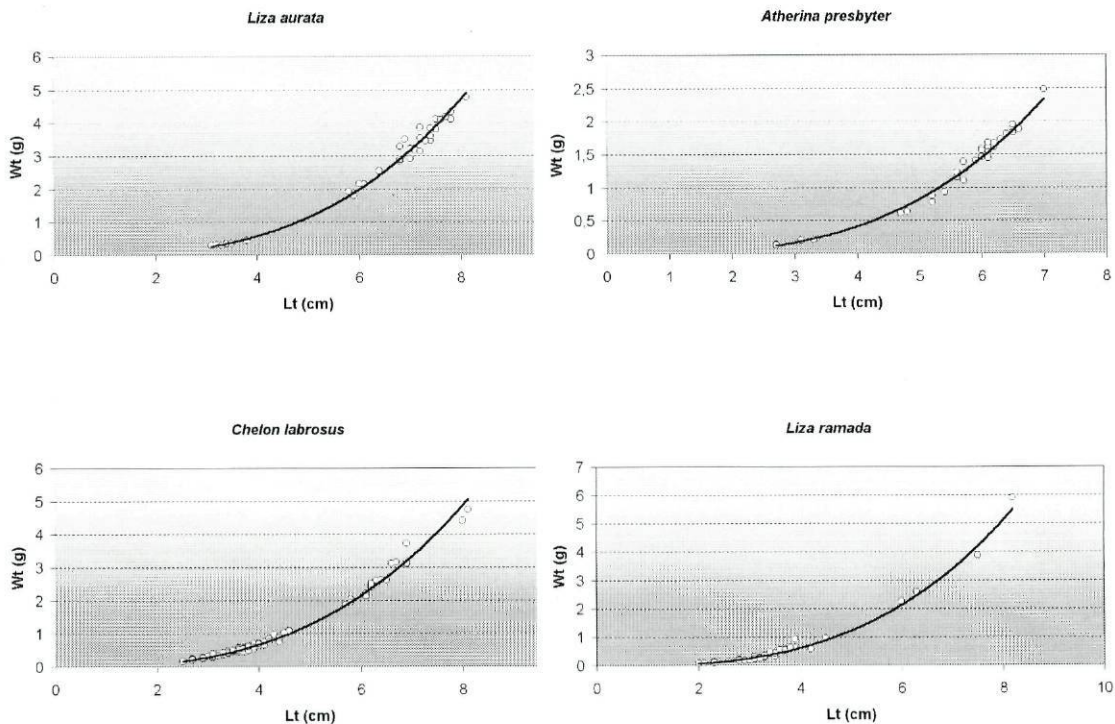 Liza aurata
6
5
4
3
2
1
0
Wt (g)
0 2 4 6 8
Lt (cm)
Atherina presbyter
3
2,5
2
1,5
1
0,5
0
Wt (g)
0 1 2 3 4 5 6 7 8
Lt (cm)
Chelon labrosus
6
5
4
3
2
1
0
Wt (g)
0 2 4 6 8
Lt (cm)
Liza ramada
7
6
5
4
3
2
1
0
Wt (g)
0 2 4 6 8 10
Lt (cm)